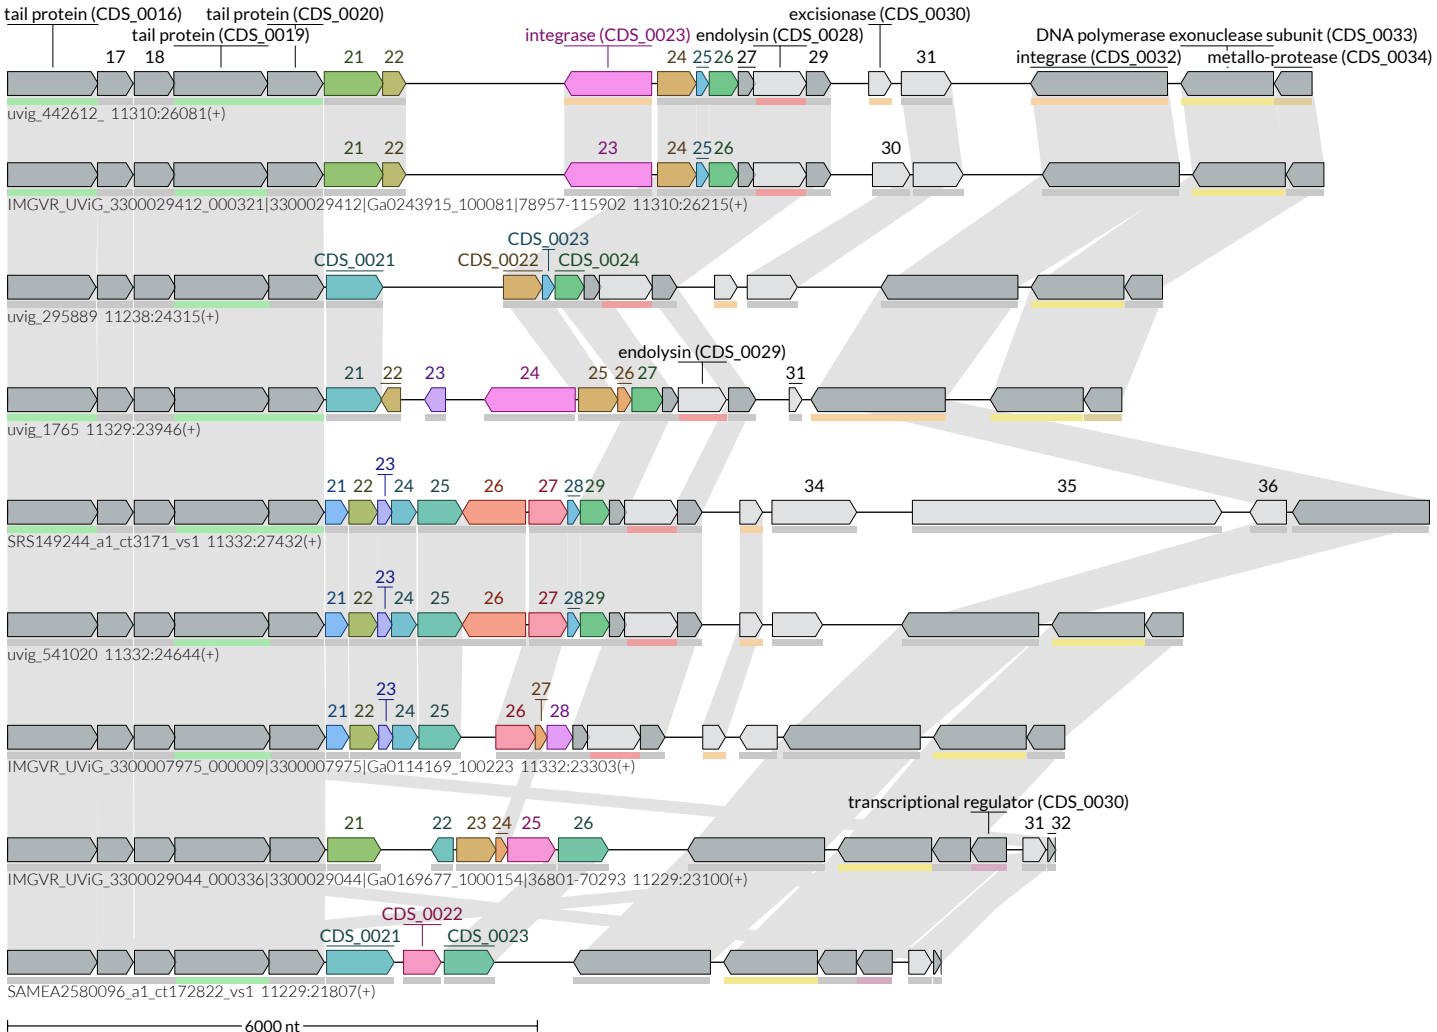 tail protein (CDS_0016) tail protein (CDS_0020) excisionase (CDS_0030)
tail protein (CDS_0019) integrase (CDS_0023) endolysin (CDS_0028) DNA polymerase exonuclease subunit (CDS_0033)
17 18 21 22 24 25 26 27 29 31 integrase (CDS_0032) metallo-protease (CDS_0034)
uvig_442612_ 11310:26081(+)
21 22 23 24 25 26 30
IMGVR_UViG_3300029412_000321|3300029412|Ga0243915_100081|78957-115902 11310:26215(+)
CDS_0023
CDS_0021 CDS_0022 CDS_0024
uvig_295889 11238:24315(+)
endolysin (CDS_0029)
21 22 23 24 25 26 27 31
uvig_1765 11329:23946(+)
23
21 22 24 25 26 27 28 29 34 35 36
SRS149244_a1_ct3171_vs1 11332:27432(+)
23
21 22 24 25 26 27 28 29
uvig_541020 11332:24644(+)
23 27
21 22 24 25 26 28
IMGVR_UViG_3300007975_000009|3300007975|Ga0114169_100223 11332:23303(+)
transcriptional regulator (CDS_0030)
21 22 23 24 25 26 31 32
IMGVR_UViG_3300029044_000336|3300029044|Ga0169677_1000154|36801-70293 11229:23100(+)
CDS_0022
CDS_0021 CDS_0023
SAMEA2580096_a1_ct172822_vs1 11229:21807(+)
6000 nt